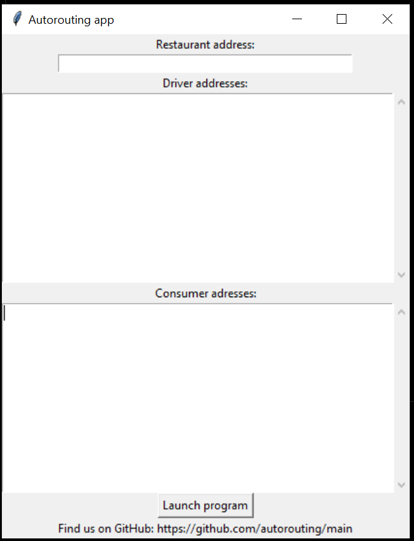 Autorouting app
Restaurant address:
Driver addresses:
Consumer adresses:
Launch program
Find us on GitHub: https://github.com/autorouting/main